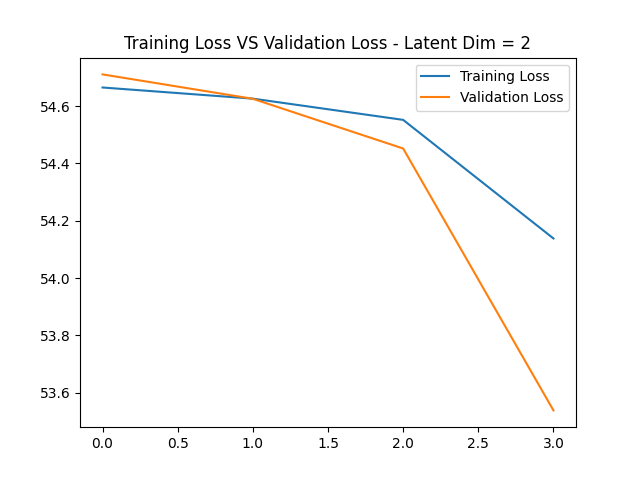 Training Loss VS Validation Loss - Latent Dim = 2
Training Loss
Validation Loss
54.6
54.4
54.2
54.0
53.8
53.6
0.0 0.5 1.0 1.5 2.0 2.5 3.0